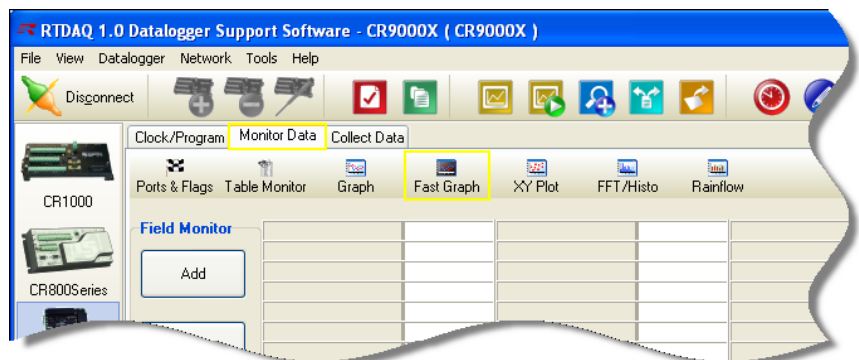 RTDAQ 1.0 Datalogger Support Software - CR9000X ( CR9000X )
File View Datalogger Network Tools Help
Disconnect
Clock/Program Monitor Data Collect Data
Ports & Flags Table Monitor Graph Fast Graph XY Plot FFT/Histo Rainflow
CR1000
Field Monitor
Add
CR800Series